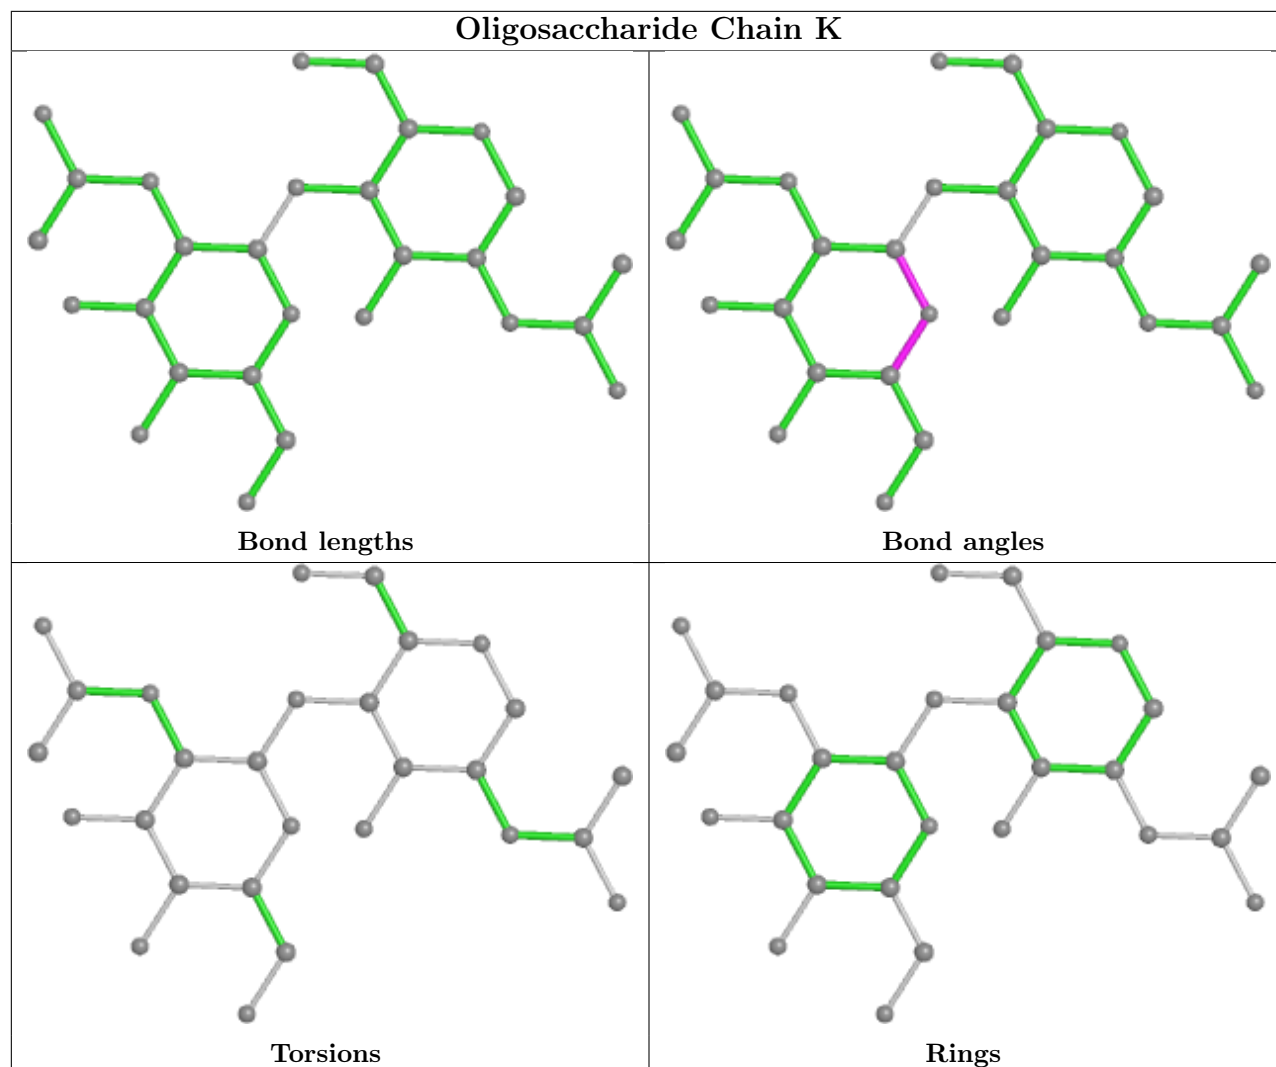 Oligosaccharide Chain K
Bond lengths
Bond angles
Torsions
Rings